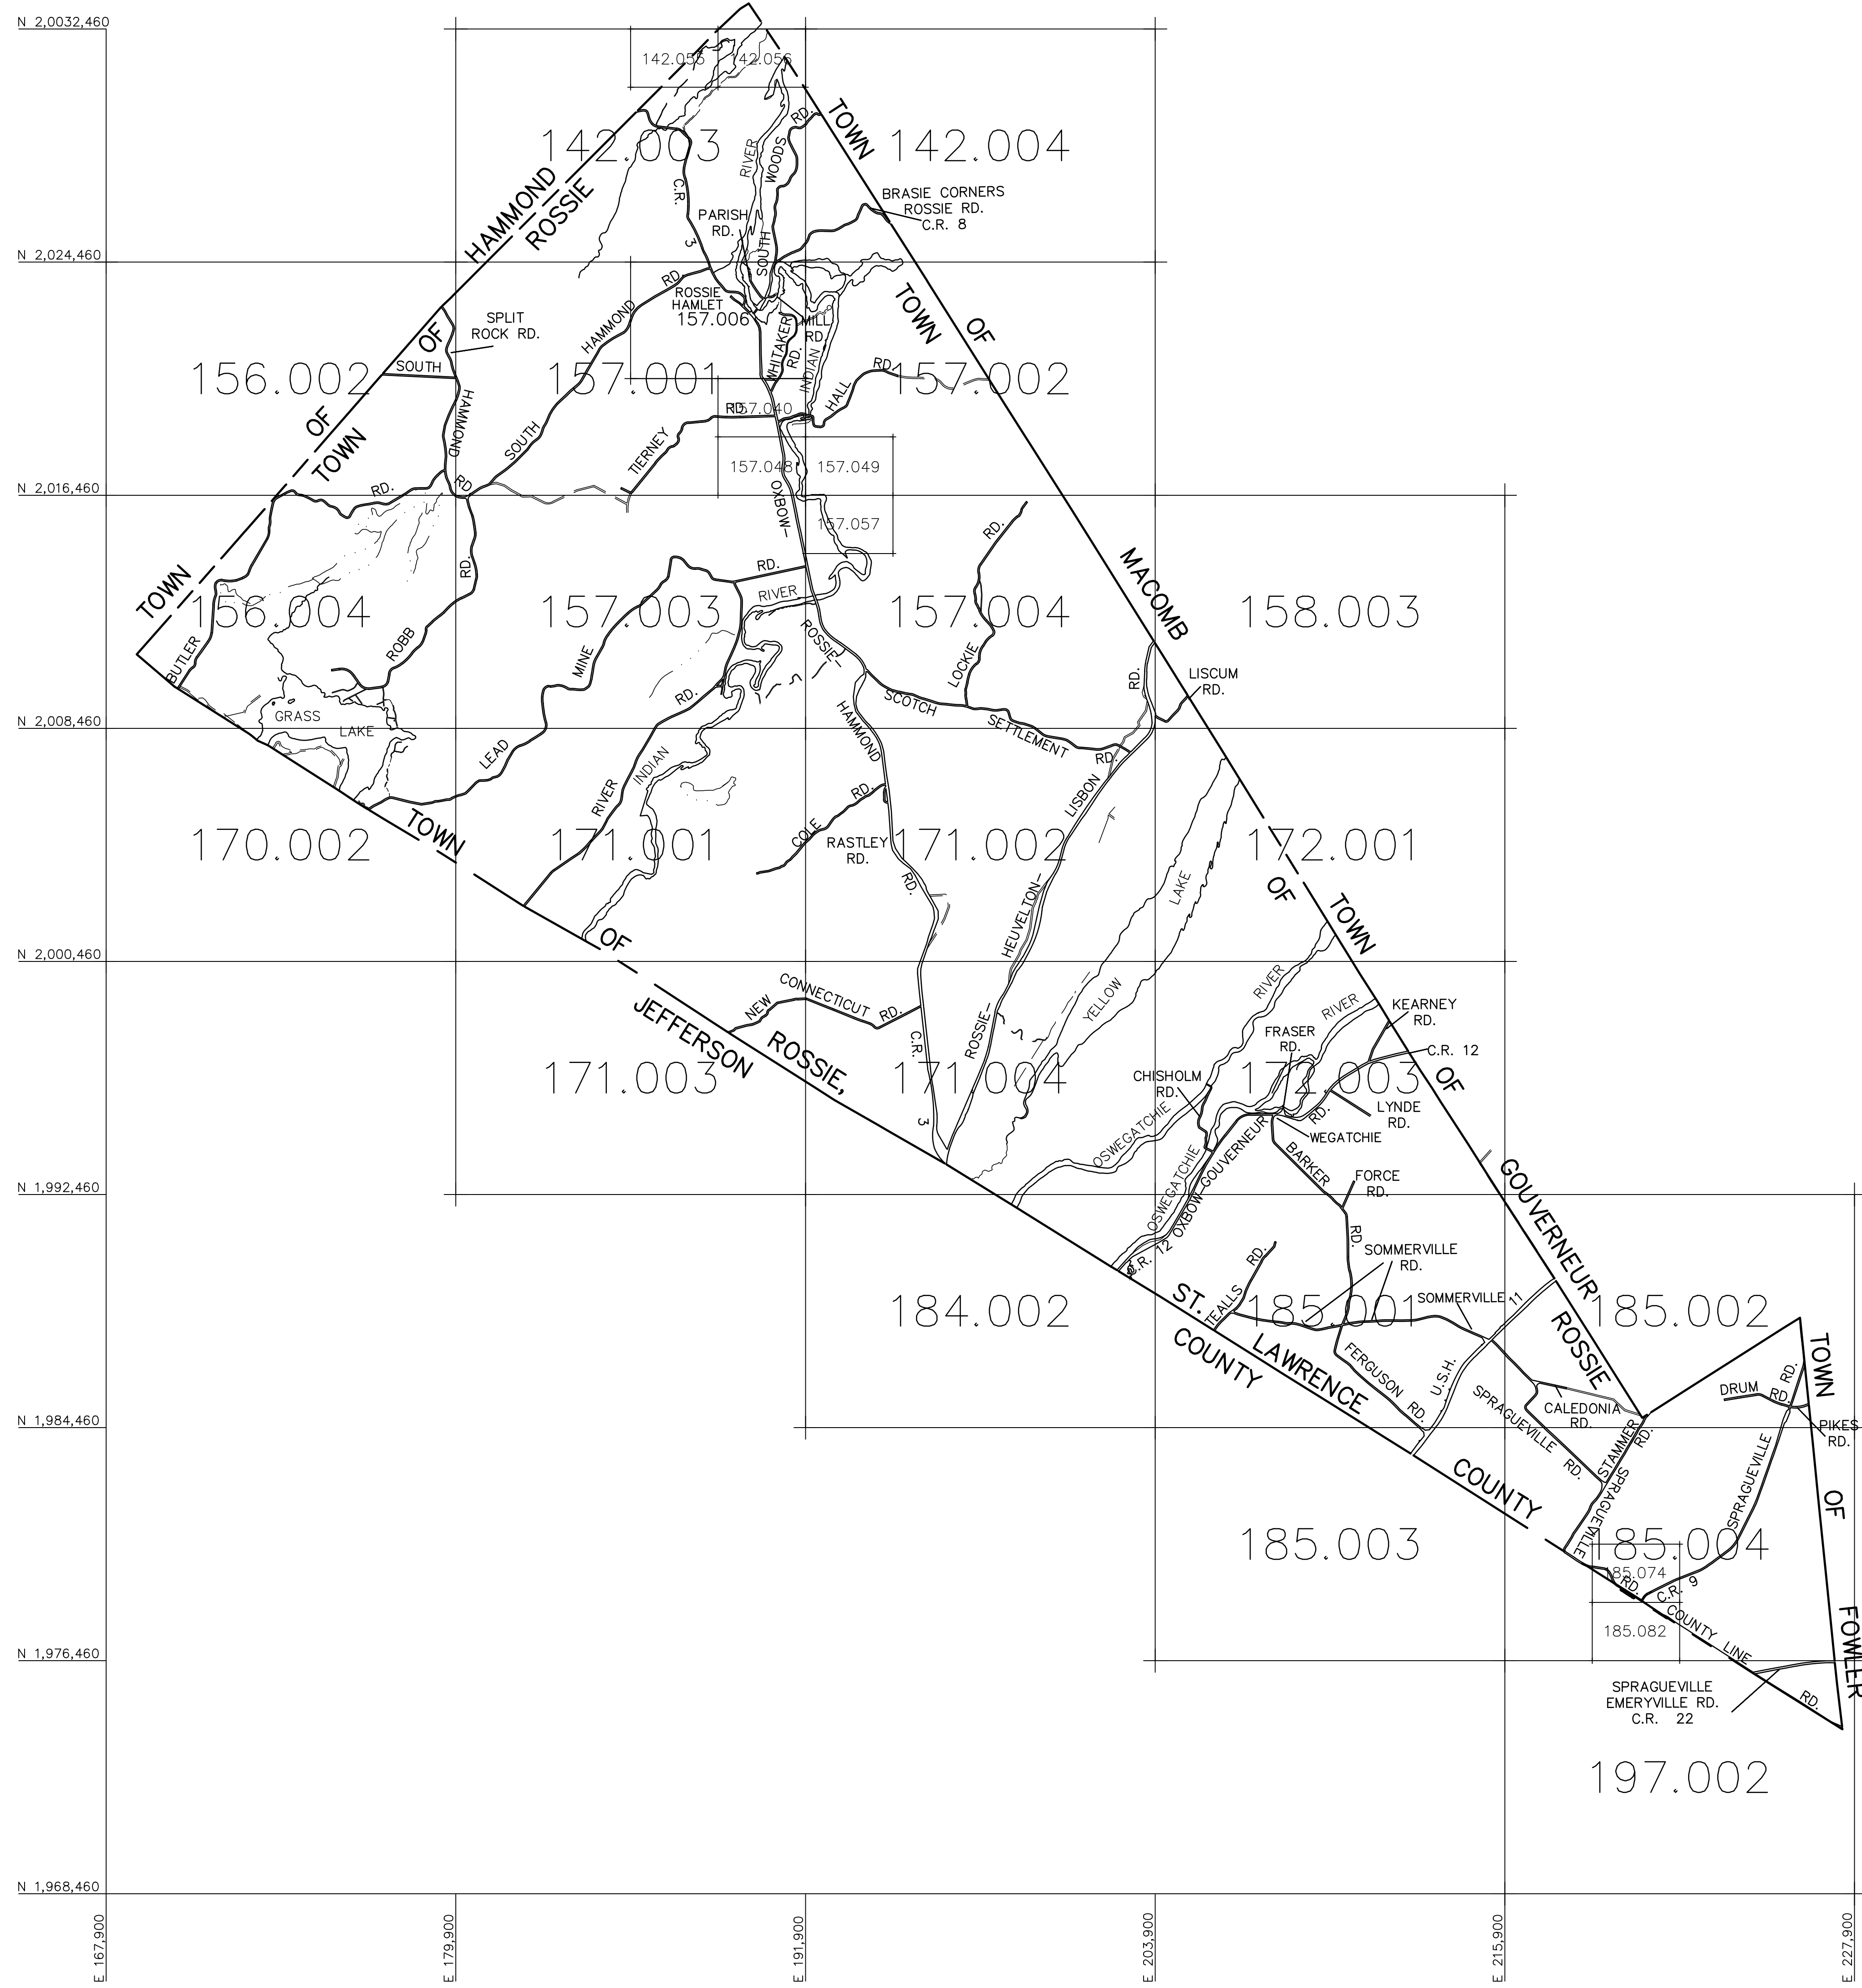 N 2,0032,460
142.055 142.056
142.003
142.004
TOWN
RD.
WOODS
RIVER
SOUTH
C.R.
3
PARISH
RD.
BRASIE CORNERS
ROSSIE RD.
C.R. 8
HAMMOND
ROSSIE
N 2,024,460
ROSSIE
HAMLET
157.006
MILL
RD.
WHITAKER
RD.
INDIAN
TOWN
OF
SOUTH
HAMMOND
RD.
SPLIT
ROCK RD.
OF
SOUTH
HAMMOND
RD
156.002
157.001
157.002
HALL
RD.
OF
TOWN
TIERNEY
RD.
157.040
157.048
157.049
157.057
OXBOW-
N 2,016,460
RD.
RD.
TOWN
BUTLER
156.004
ROBB
RD.
GRASS
LAKE
157.003
RD.
RIVER
MINE
LEAD
157.004
ROSSIE-
LOCKIE
RD.
MACOMB
158.003
RD.
LISCUM
RD.
N 2,008,460
SCOTCH
SETTLEMENT
RD.
HAMMOND
RD.
INDIAN
RIVER
LISBON
170.002
TOWN
171.001
COLE
RD.
RASTLEY
RD.
171.002
172.001
RD.
HEUVELTON-
LAKE
OF
TOWN
N 2,000,460
OF
JEFFERSON
ROSSIE,
NEW
CONNECTICUT
RD.
C.R.
3
ROSSIE-
YELLOW
RIVER
RIVER
KEARNEY
RD.
FRASER
RD.
C.R. 12
171.003
171.004
172.003
OF
CHISHOLM
RD.
LYNDE
RD.
RD.
WEGATCHIE
OSWEGATCHIE
OSWEGATCHIE
OXBOW-GOUVERNEUR
BARKER
RD.
FORCE
RD.
N 1,992,460
GOUVERNEUR
C.R. 12
SOMMERVILLE
RD.
TEALLS
RD.
SOMMERVILLE
11
U.S.H.
184.002
185.001
185.002
ST.
LAWRENCE
COUNTY
ROSSIE
FERGUSON
RD.
SPRAGUEVILLE
RD.
CALEDONIA
RD.
STAMMER
RD.
DRUM
RD.
RD.
PIKES
RD.
TOWN
OF
FOWLER
N 1,984,460
COUNTY
SPRAGUEVILLE
SPRAGUEVILLE
185.003
185.004
185.074
RD.
C.R. 9
185.082
COUNTY LINE
RD.
N 1,976,460
SPRAGUEVILLE
EMERYVILLE RD.
C.R. 22
197.002
N 1,968,460
E 167,900
E 179,900
E 191,900
E 203,900
E 215,900
E 227,900